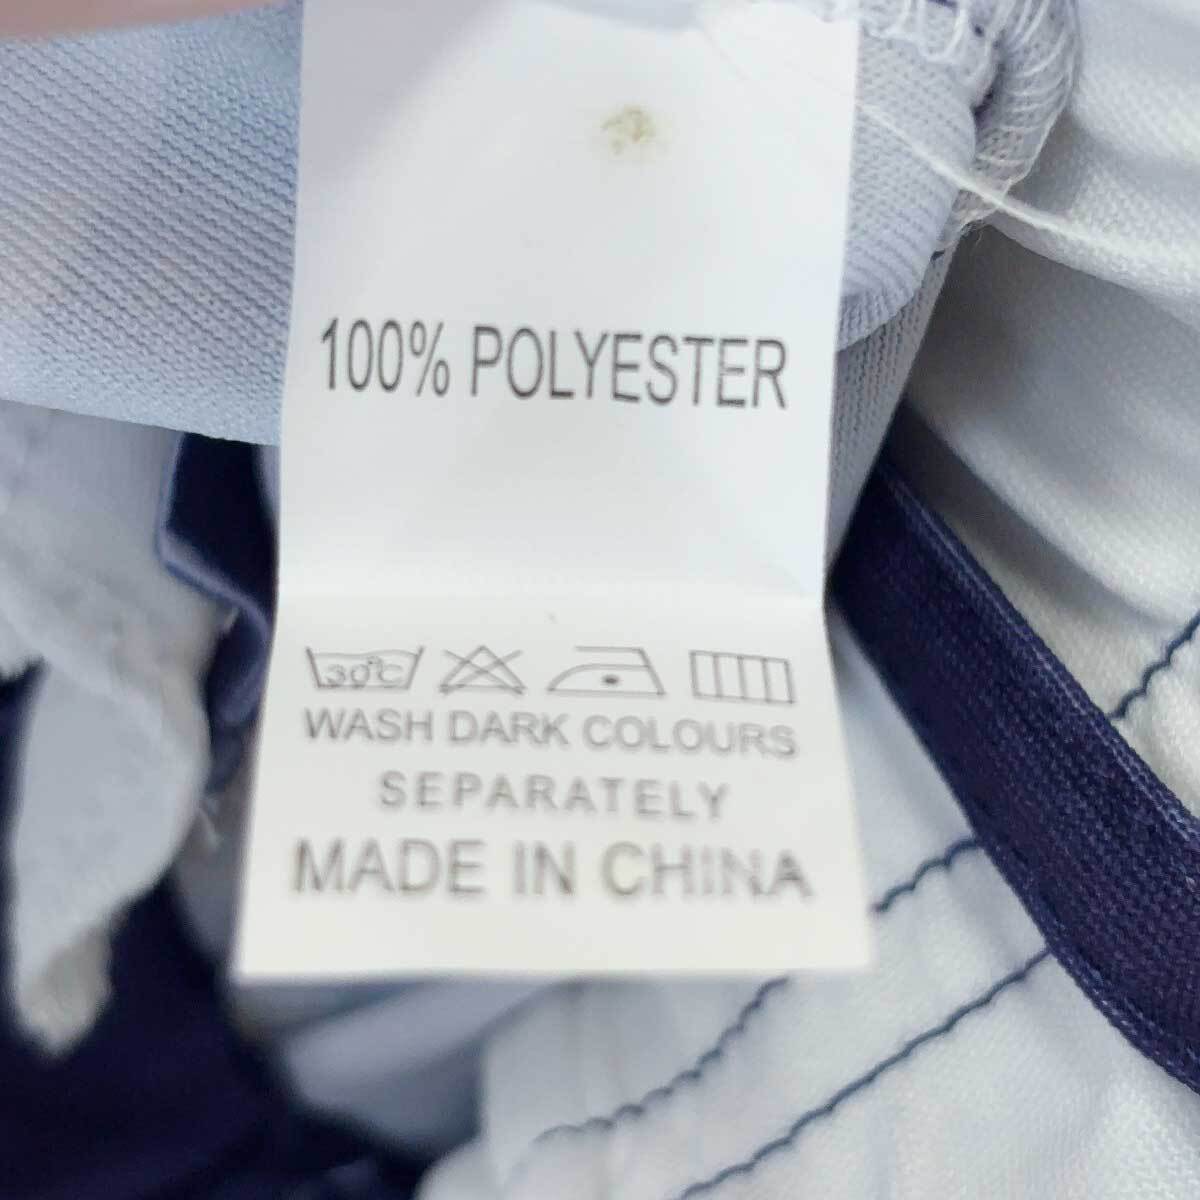 100% POLYESTER
30°C
WASH DARK COLOURS
SEPARATELY
MADE IN CHINA